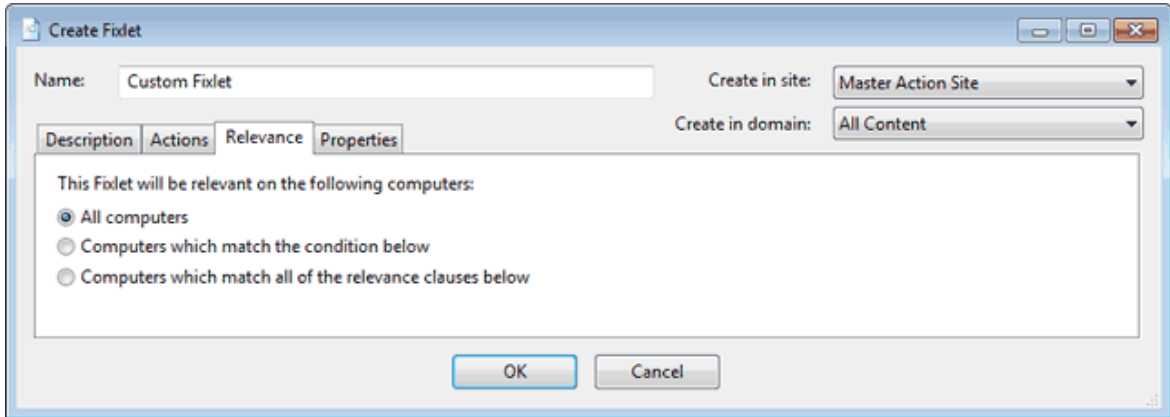 Create Fixlet
Name: Custom Fixlet Create in site: Master Action Site
Create in domain: All Content
Description Actions Relevance Properties
This Fixlet will be relevant on the following computers:
All computers
Computers which match the condition below
Computers which match all of the relevance clauses below
OK Cancel